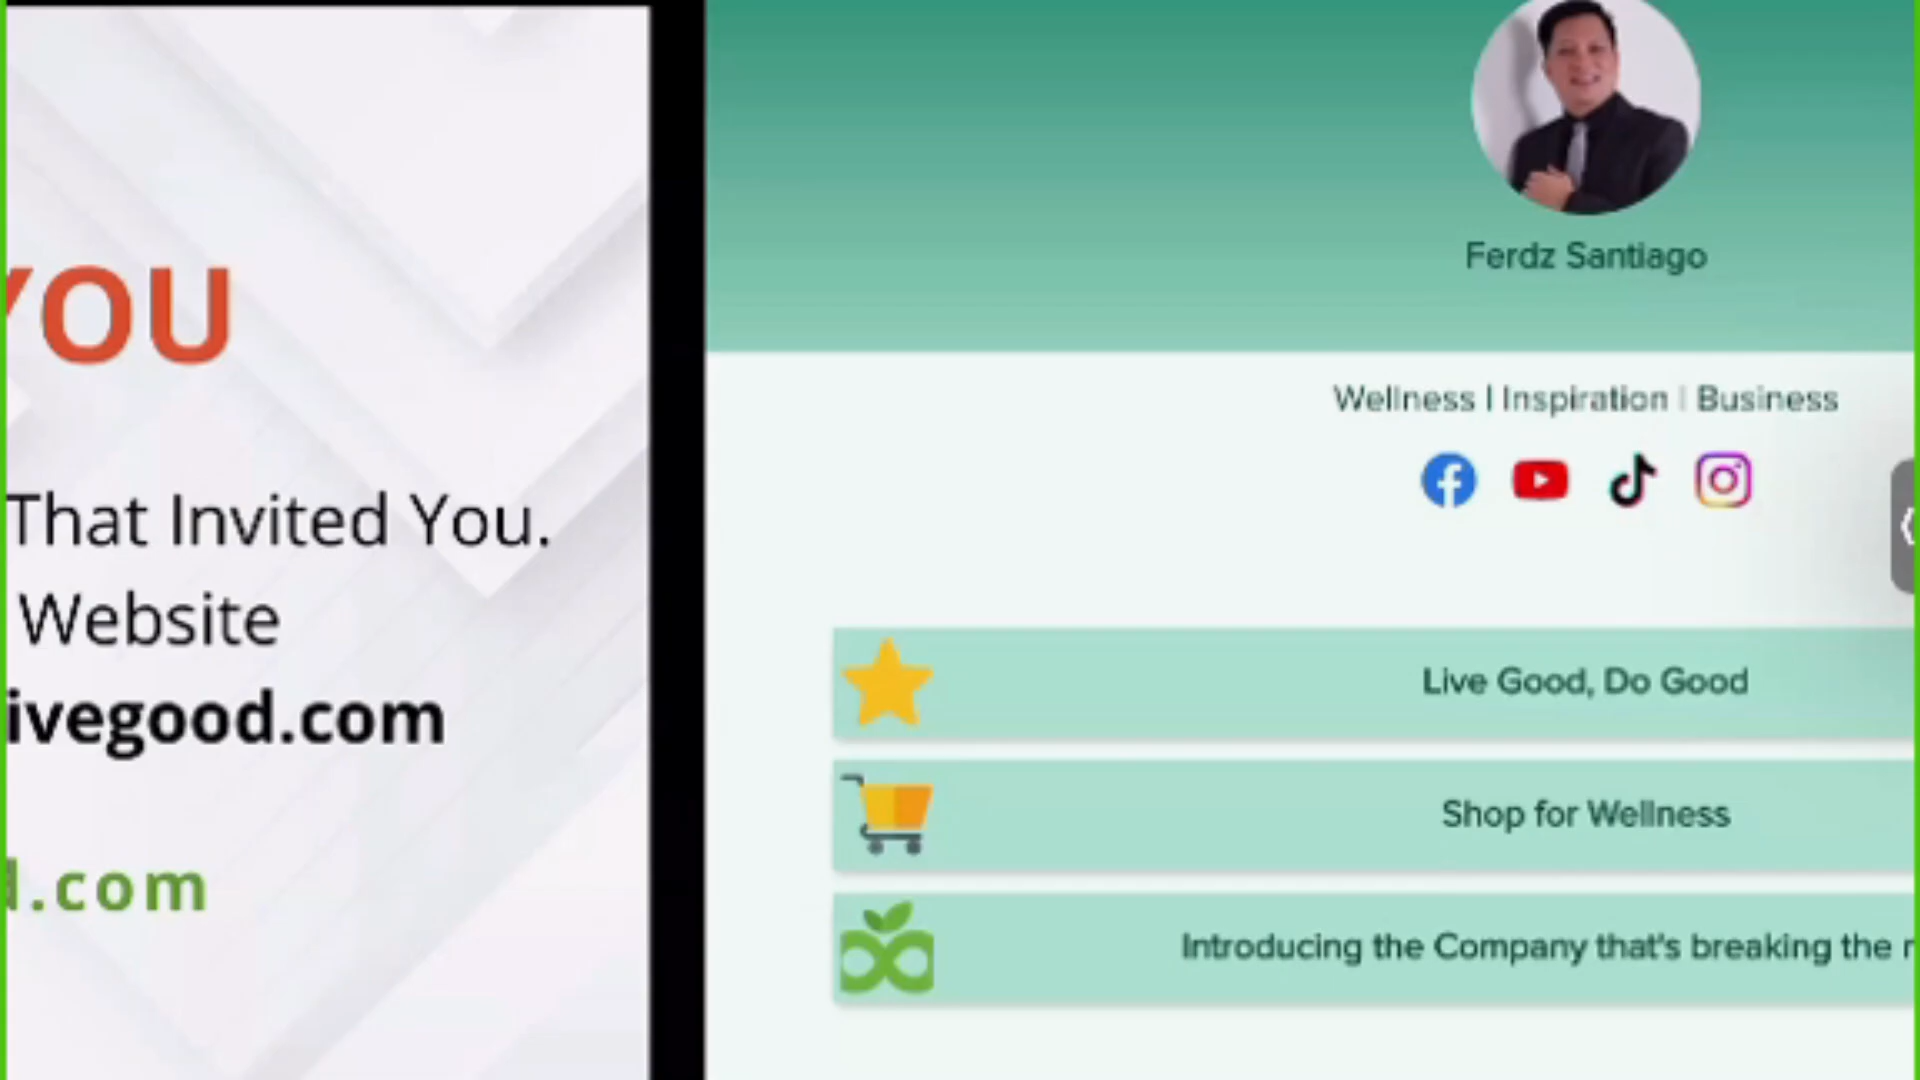 YOU
That Invited You.
Website
ivegood.com
.com
Ferdz Santiago
Wellness | Inspiration | Business
Live Good, Do Good
Shop for Wellness
Introducing the Company that's breaking the